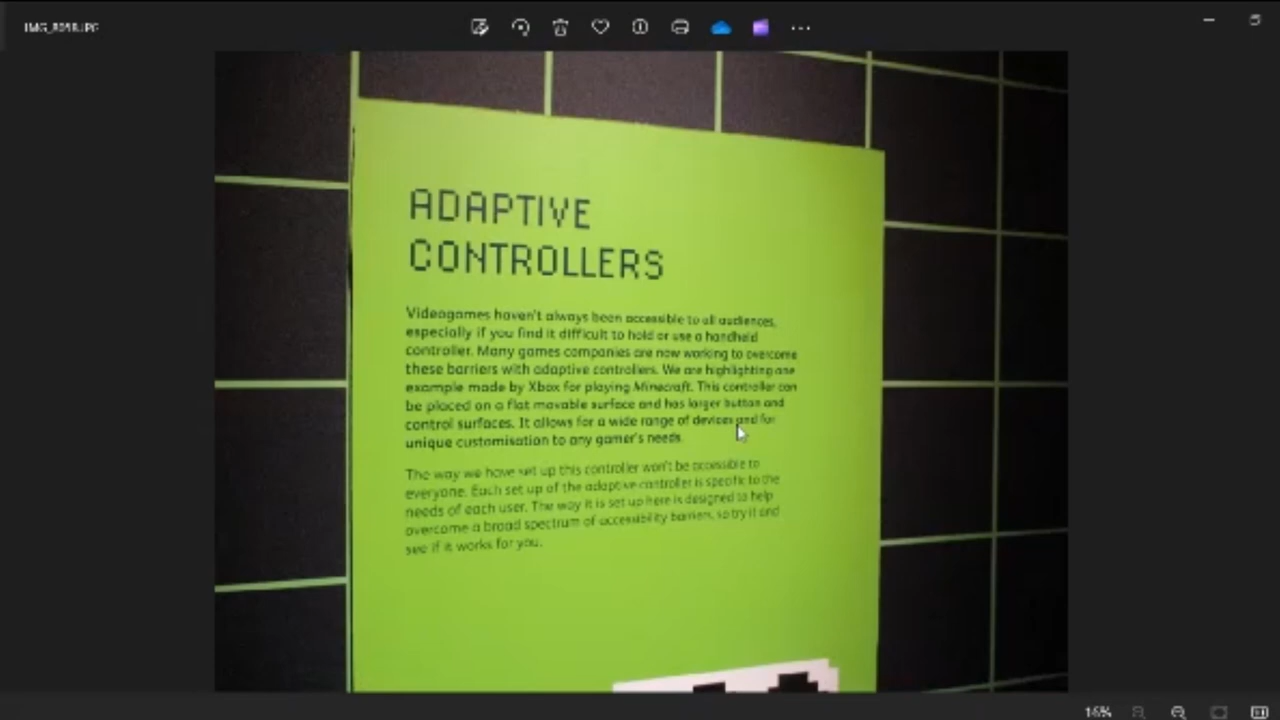 ADAPTIVE
CONTROLLERS
Videogames haven't always been accessible to all audiences,
especially if you find it difficult to hold or use a handheld
controller. Many games companies are now working to overcome
these barriers with adaptive controllers. We are highlighting one
example made by Xbox for playing Minecraft. This controller can
be placed on a flat movable surface and has larger button and
control surfaces. It allows for a wide range of devices and for
unique customisation to any gamer's needs.
The way we have set up this controller won't be accessible to
everyone. Each set up of the adaptive controller is specific to the
needs of each user. The way it is set up here is designed to help
overcome a broad spectrum of accessibility barriers, so try it and
see if it works for you.
16%